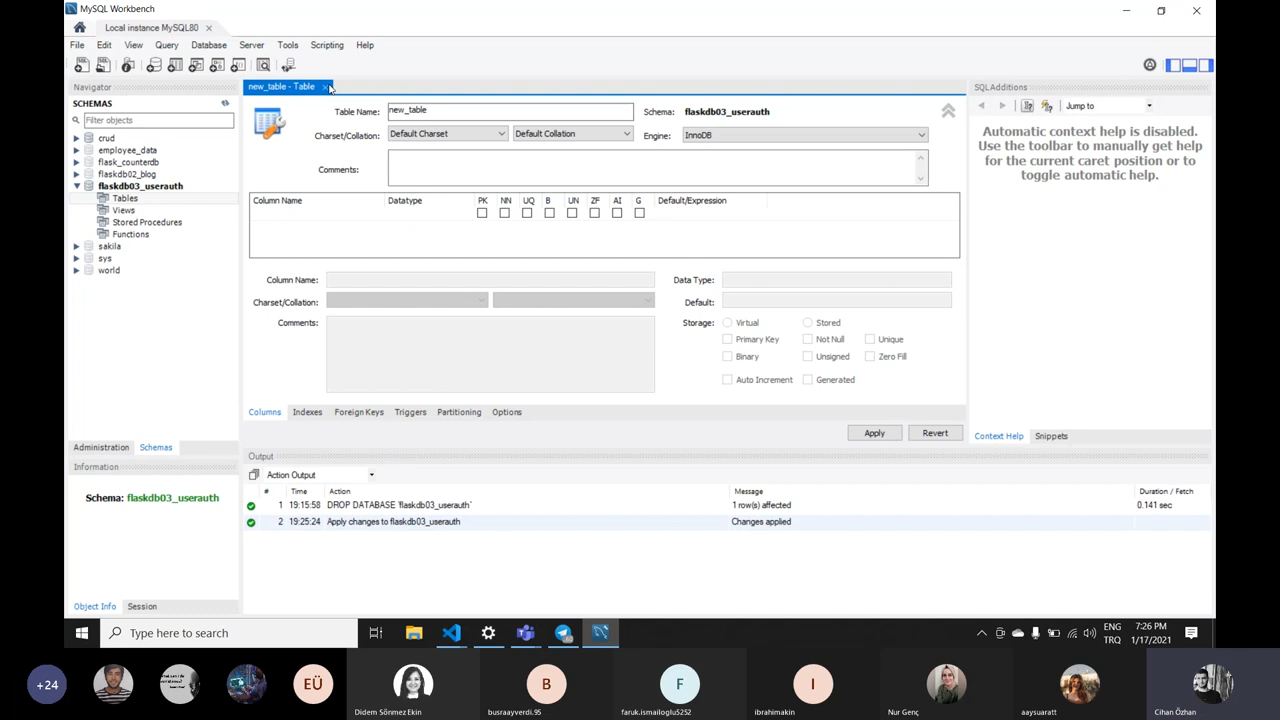 MySQL Workbench
Local instance MySQL80
File Edit View Query Database Server Tools Scripting Help
Navigator
SCHEMAS
Filter objects
crud
employee_data
flask_counterdb
flaskdb02_blog
flaskdb03_userauth
Tables
Views
Stored Procedures
Functions
sakila
sys
world
Administration Schemas
Information
Schema: flaskdb03_userauth
Object Info Session
new_table - Table
Table Name: new_table Schema: flaskdb03_userauth
Charset/Collation: Default Charset Default Collation Engine: InnoDB
Comments:
Column Name Datatype PK NN UQ B UN ZF AI G Default/Expression
Column Name: Data Type:
Charset/Collation: Default:
Comments: Storage: Virtual Stored
Primary Key Not Null Unique
Binary Unsigned Zero Fill
Auto Increment Generated
Columns Indexes Foreign Keys Triggers Partitioning Options
Apply Revert
Output
Action Output
# Time Action Message Duration / Fetch
1 19:15:58 DROP DATABASE `flaskdb03_userauth` 1 row(s) affected 0.141 sec
2 19:25:24 Apply changes to flaskdb03_userauth Changes applied
SQLAdditions
Jump to
Automatic context help is disabled.
Use the toolbar to manually get help
for the current caret position or to
toggle automatic help.
Context Help Snippets
Type here to search
ENG 7:26 PM
TRQ 1/17/2021
+24 EÜ B F I
Didem Sönmez Ekin busraayverdi.95 faruk.ismailoglu5252 ibrahimakin Nur Genç aaysuaratt Cihan Özhan